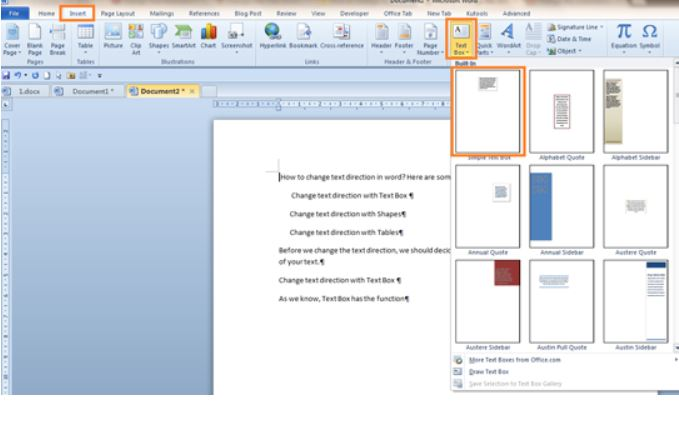 Document2 - Microsoft Word
File Home Insert Page Layout Mailings References Blog Post Review View Developer Office Tab New Tab Kutools Advanced
Cover Page Blank Page Page Break Table Picture Clip Art Shapes SmartArt Chart Screenshot Hyperlink Bookmark Cross-reference Header Footer Page Number Text Box Quick Parts WordArt Drop Cap Signature Line Date & Time Object Equation Symbol
Pages Tables Illustrations Links Header & Footer
1.docx Document1 * Document2 *
Built-In
Simple Text Box Alphabet Quote Alphabet Sidebar
Annual Quote Annual Sidebar Austere Quote
Austere Sidebar Austin Pull Quote Austin Sidebar
More Text Boxes from Office.com
Draw Text Box
Save Selection to Text Box Gallery
How to change text direction in word? Here are som
Change text direction with Text Box ¶
Change text direction with Shapes¶
Change text direction with Tables¶
Before we change the text direction, we should decid
of your text.¶
Change text direction with Text Box ¶
As we know, Text Box has the function¶